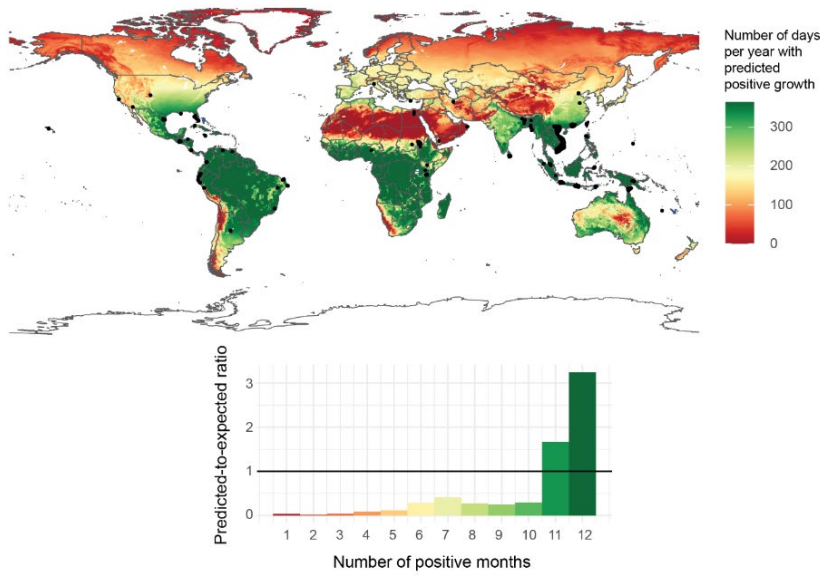 Number of days
per year with
predicted
positive growth
300
200
100
0
Predicted-to-expected ratio
3
2
1
0
1 2 3 4 5 6 7 8 9 10 11 12
Number of positive months